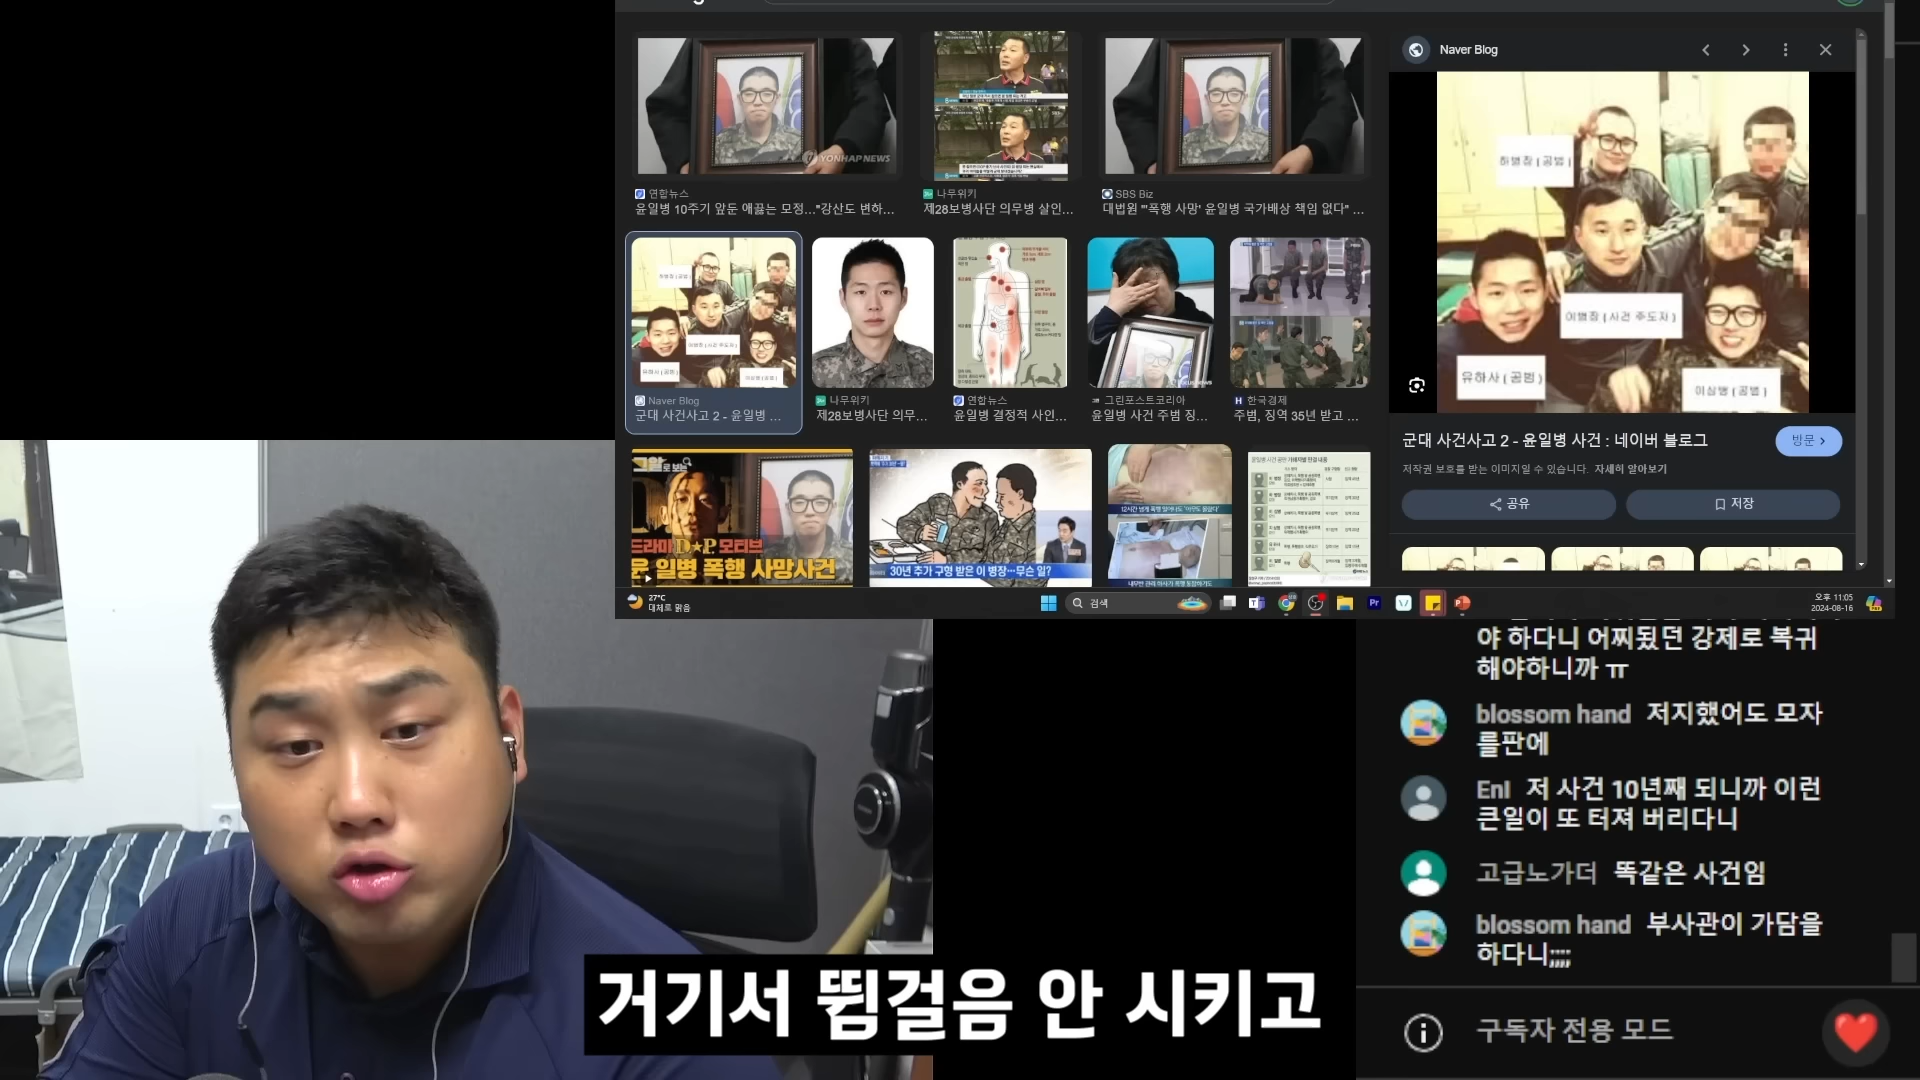 YONHAP NEWS
연합뉴스
윤일병 10주기 앞둔 애끓는 모정..."강산도 변하...
나무위키
제28보병사단 의무병 살인...
SBS Biz
대법원 "'폭행 사망' 윤일병 국가배상 책임 없다" ...
Naver Blog
군대 사건사고 2 - 윤일병 ...
나무위키
제28보병사단 의무...
연합뉴스
윤일병 결정적 사인...
그린포스트코리아
윤일병 사건 주범 징...
한국경제
주범, 징역 35년 받고 ...
로 보는
드라마 D★P 모티브
윤 일병 폭행 사망사건
30년 추가 구형 받은 이 병장…무슨 일?
Naver Blog
하병장 ( 공범 )
이병장 ( 사건 주도자 )
유하사 ( 공범 )
이상병 ( 공범 )
군대 사건사고 2 - 윤일병 사건 : 네이버 블로그
방문
저작권 보호를 받는 이미지일 수 있습니다. 자세히 알아보기
공유
저장
27°C
대체로 맑음
검색
오후 11:05
2024-08-16
야 하다니 어찌됬던 강제로 복귀
해야하니까 ㅠ
blossom hand 저지했어도 모자
를판에
EnI 저 사건 10년째 되니까 이런
큰일이 또 터져 버리다니
고급노가더 똑같은 사건임
blossom hand 부사관이 가담을
하다니;;;;
구독자 전용 모드
거기서 뜀걸음 안 시키고